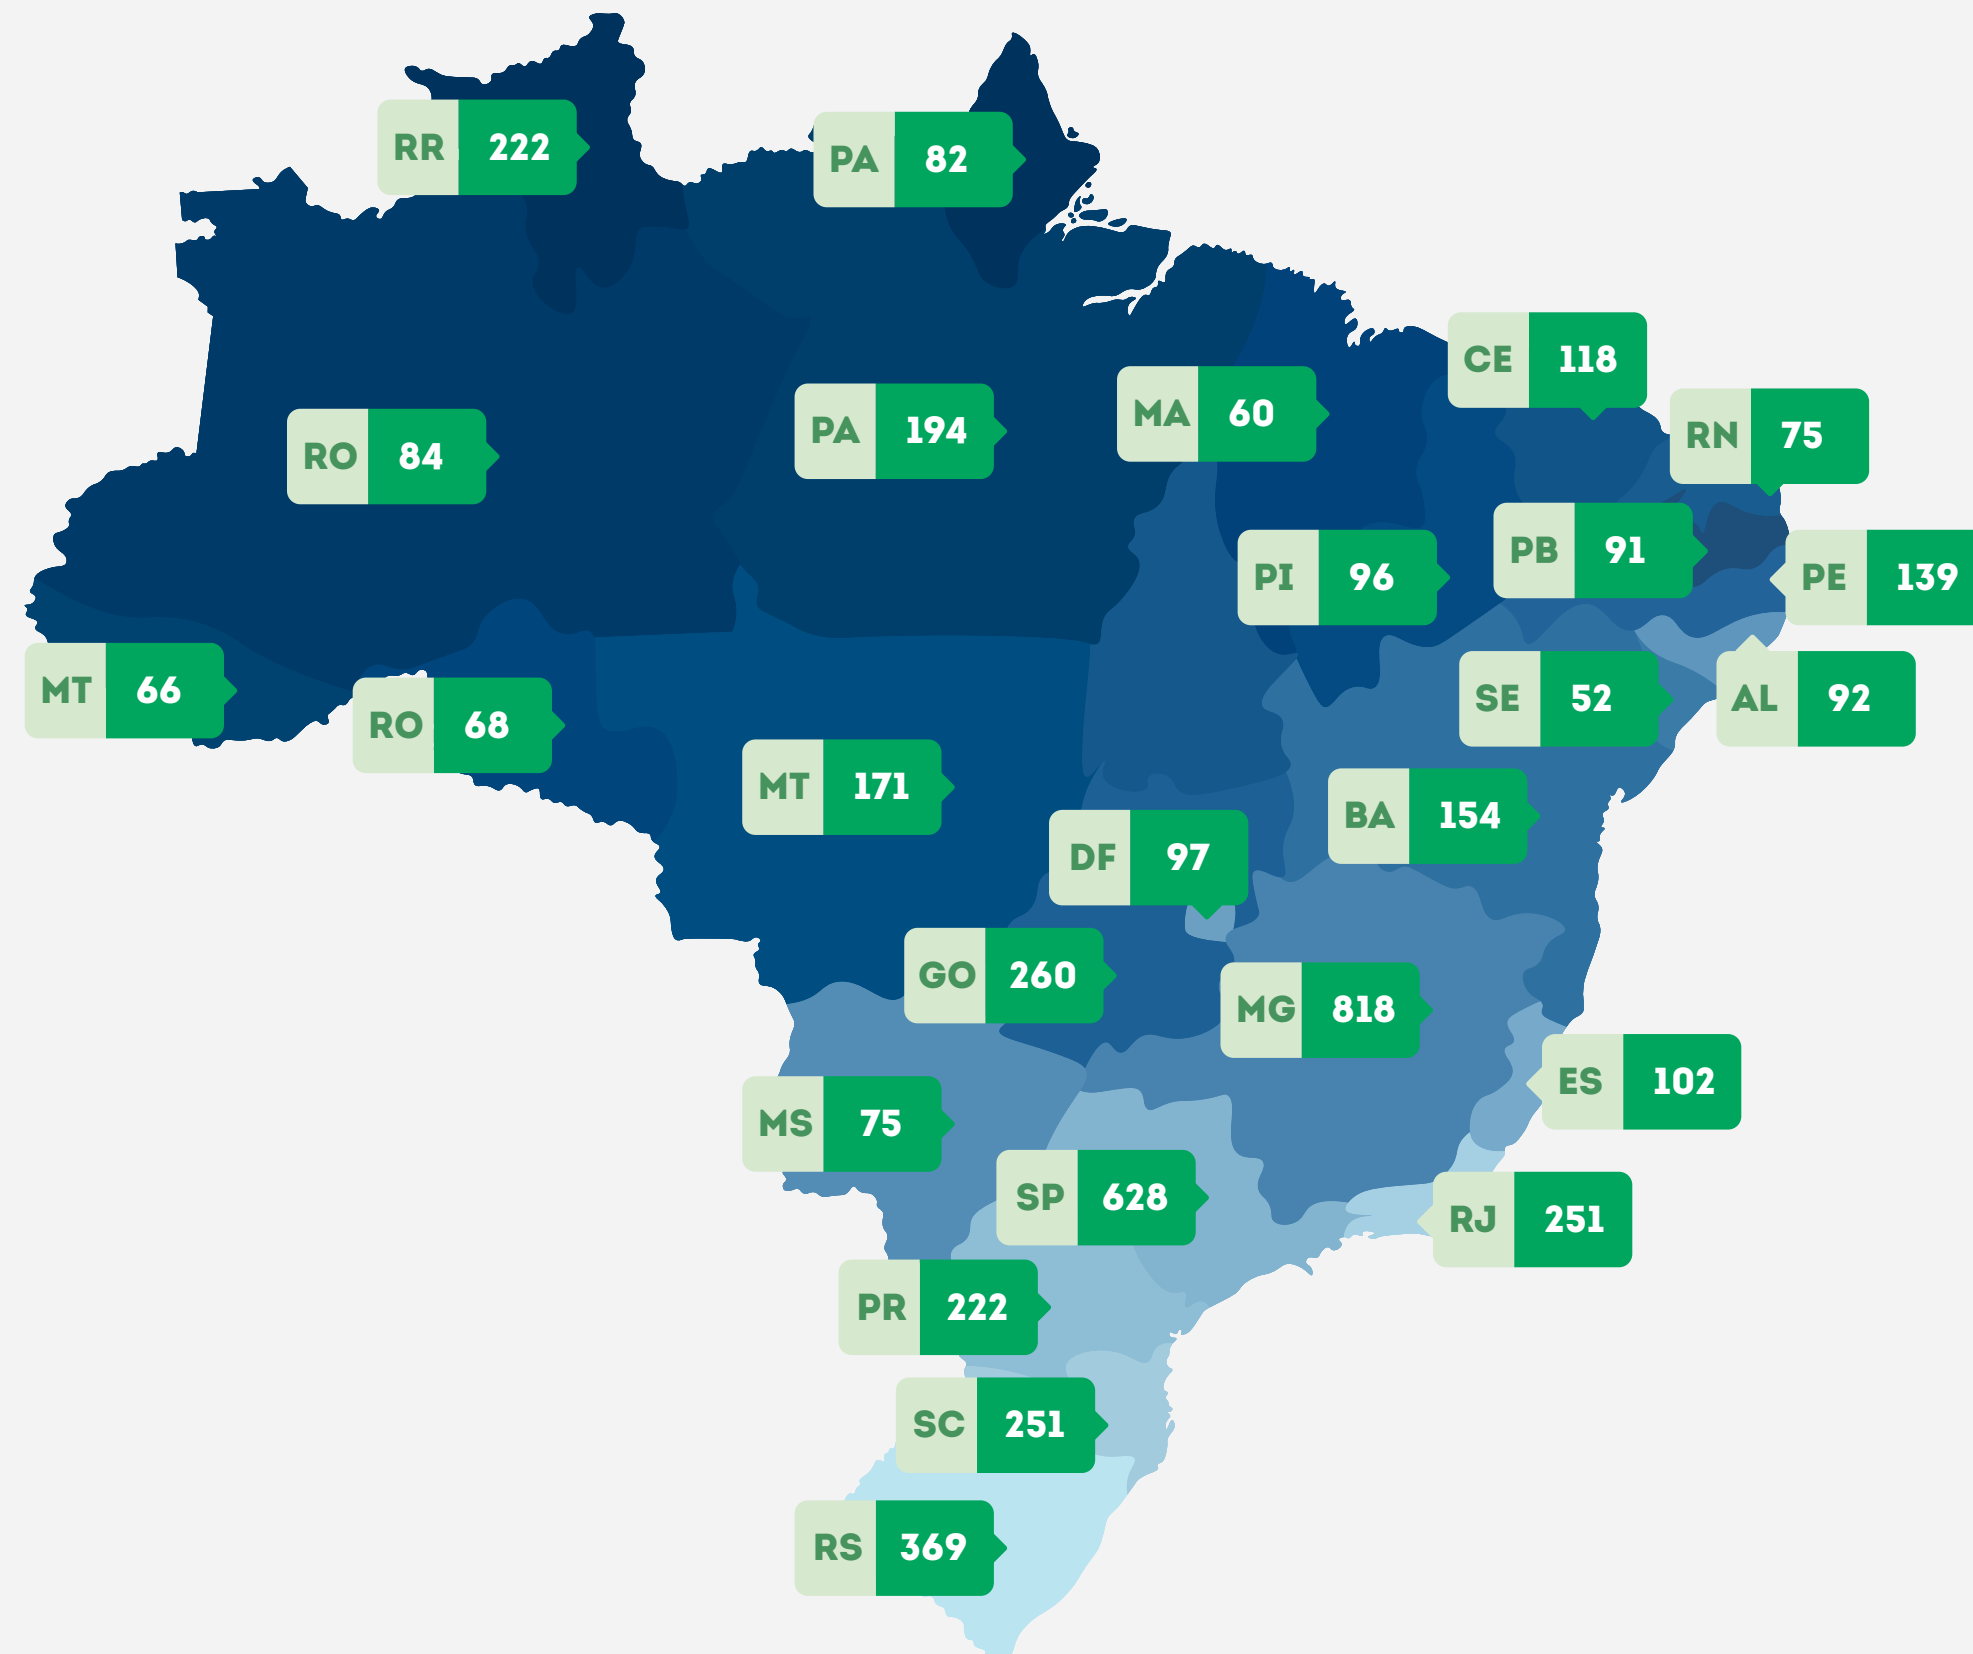 RR 222
PA 82
CE 118
MA 60
RN 75
PA 194
RO 84
PB 91
PI 96
PE 139
MT 66
SE 52
AL 92
RO 68
MT 171
BA 154
DF 97
GO 260
MG 818
ES 102
MS 75
SP 628
RJ 251
PR 222
SC 251
RS 369